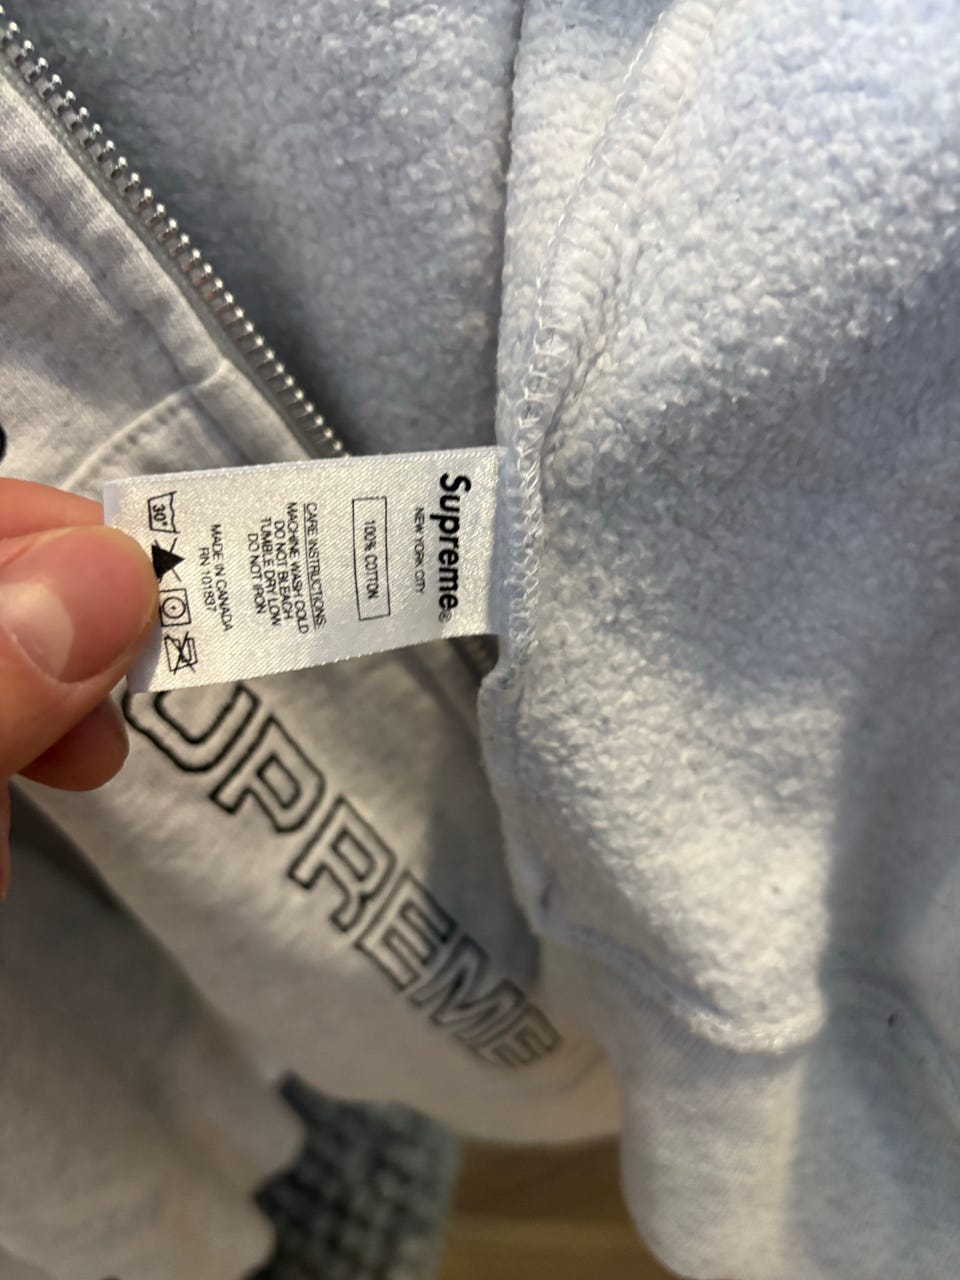 Supreme®
NEW YORK CITY
100% COTTON
CARE INSTRUCTIONS:
MACHINE WASH COLD
DO NOT BLEACH
TUMBLE DRY LOW
DO NOT IRON
MADE IN CANADA
RN 101837
30°
UPREME